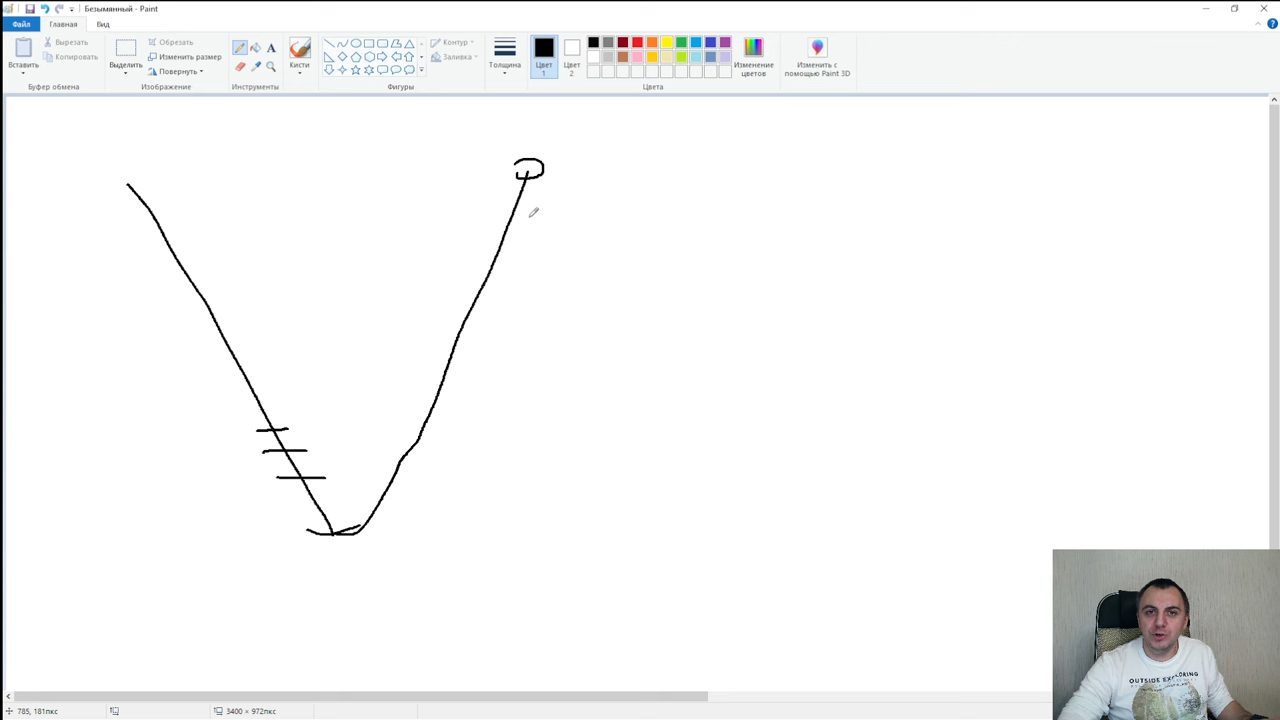 Безымянный - Paint
Файл Главная Вид
Вставить
Вырезать
Копировать
Буфер обмена
Выделить
Обрезать
Изменить размер
Повернуть
Изображение
A
Инструменты
Кисти
Контур
Заливка
Фигуры
Толщина
Цвет 1
Цвет 2
Изменение цветов
Цвета
Изменить с помощью Paint 3D
OUTSIDE EXPLORING
785, 181пкс
3400 × 972пкс